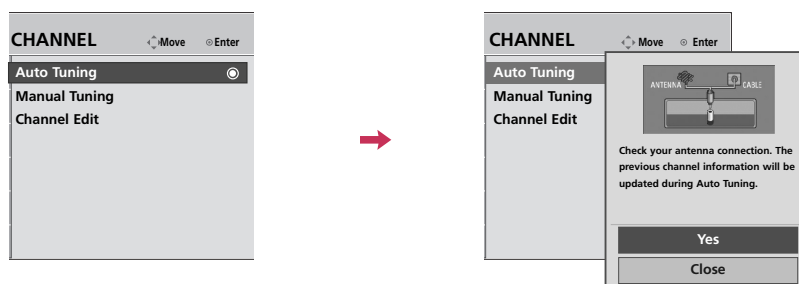 CHANNEL Move Enter
Auto Tuning
Manual Tuning
Channel Edit
CHANNEL Move Enter
Auto Tuning
Manual Tuning
Channel Edit
ANTENNA CABLE
Check your antenna connection. The
previous channel information will be
updated during Auto Tuning.
Yes
Close